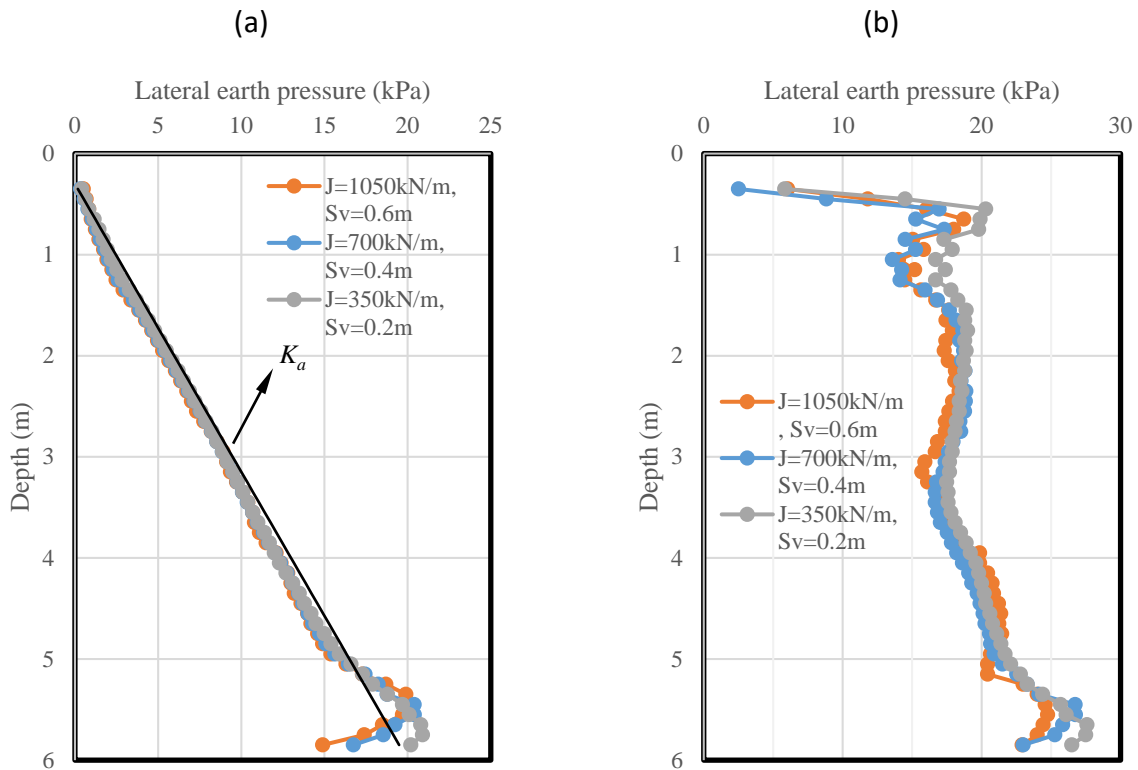 (a)
Lateral earth pressure (kPa)
0 5 10 15 20 25
0
1
2
3
4
5
6
Depth (m)
J=1050kN/m,
Sv=0.6m
J=700kN/m,
Sv=0.4m
J=350kN/m,
Sv=0.2m
Ka
(b)
Lateral earth pressure (kPa)
0 10 20 30
0
1
2
3
4
5
6
Depth (m)
J=1050kN/m
, Sv=0.6m
J=700kN/m,
Sv=0.4m
J=350kN/m,
Sv=0.2m